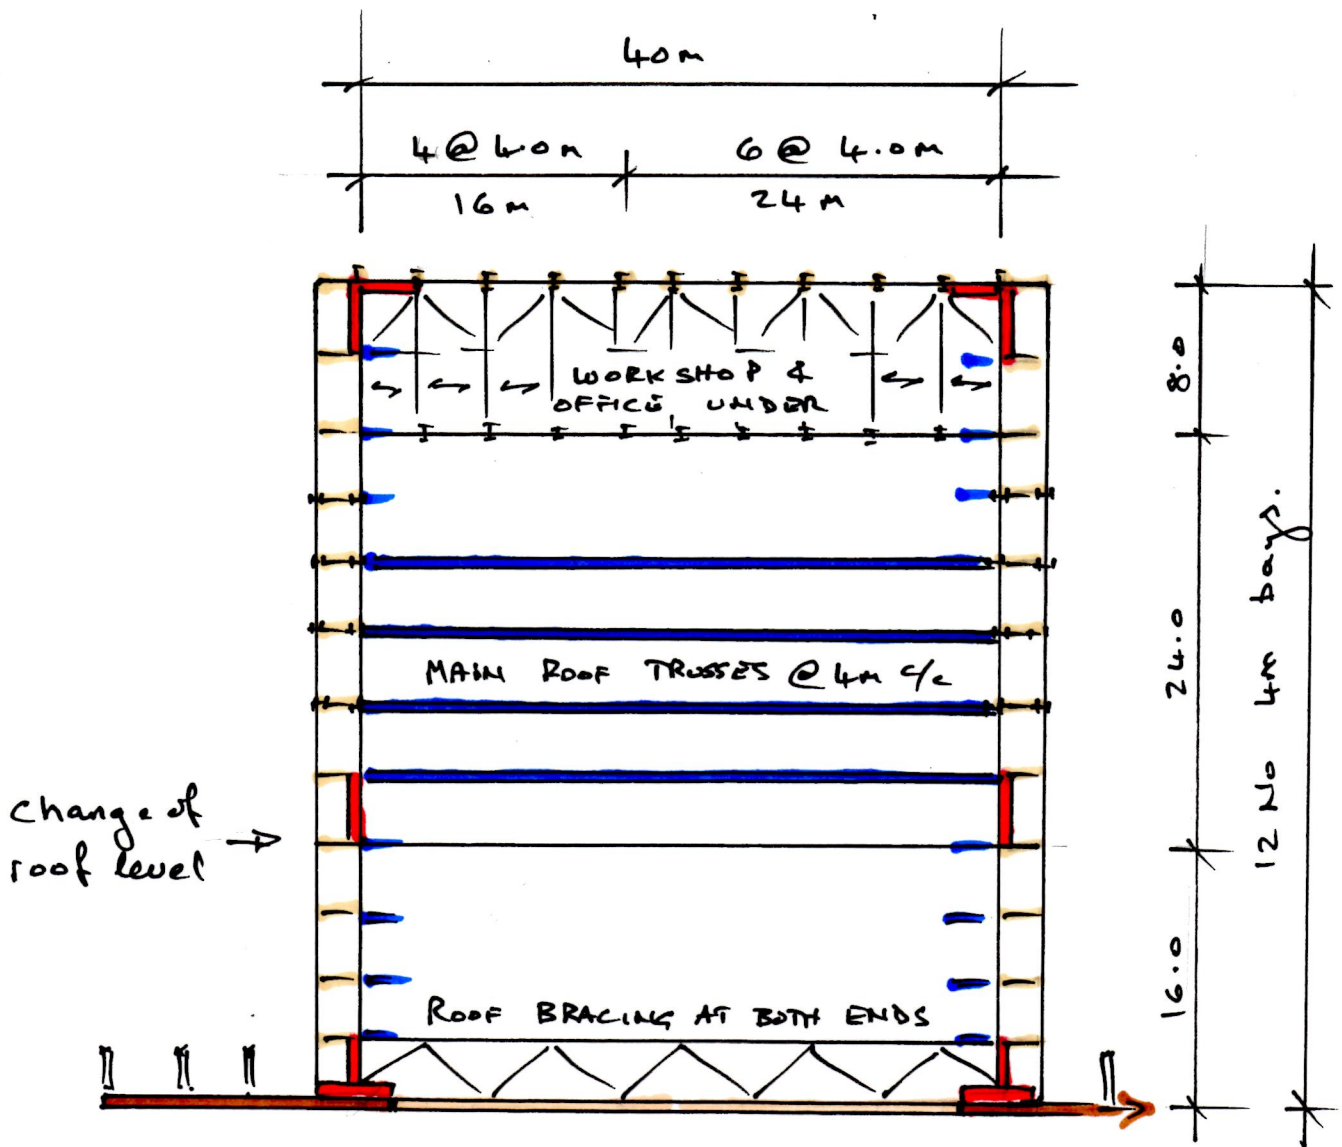 40m
4 @ 4.0m
6 @ 4.0m
16m
24m
WORKSHOP &
OFFICE, UNDER
8.0
24.0
12 No 4m bays.
MAIN ROOF TRUSSES @ 4M c/c
Change of
roof level
16.0
ROOF BRACING AT BOTH ENDS